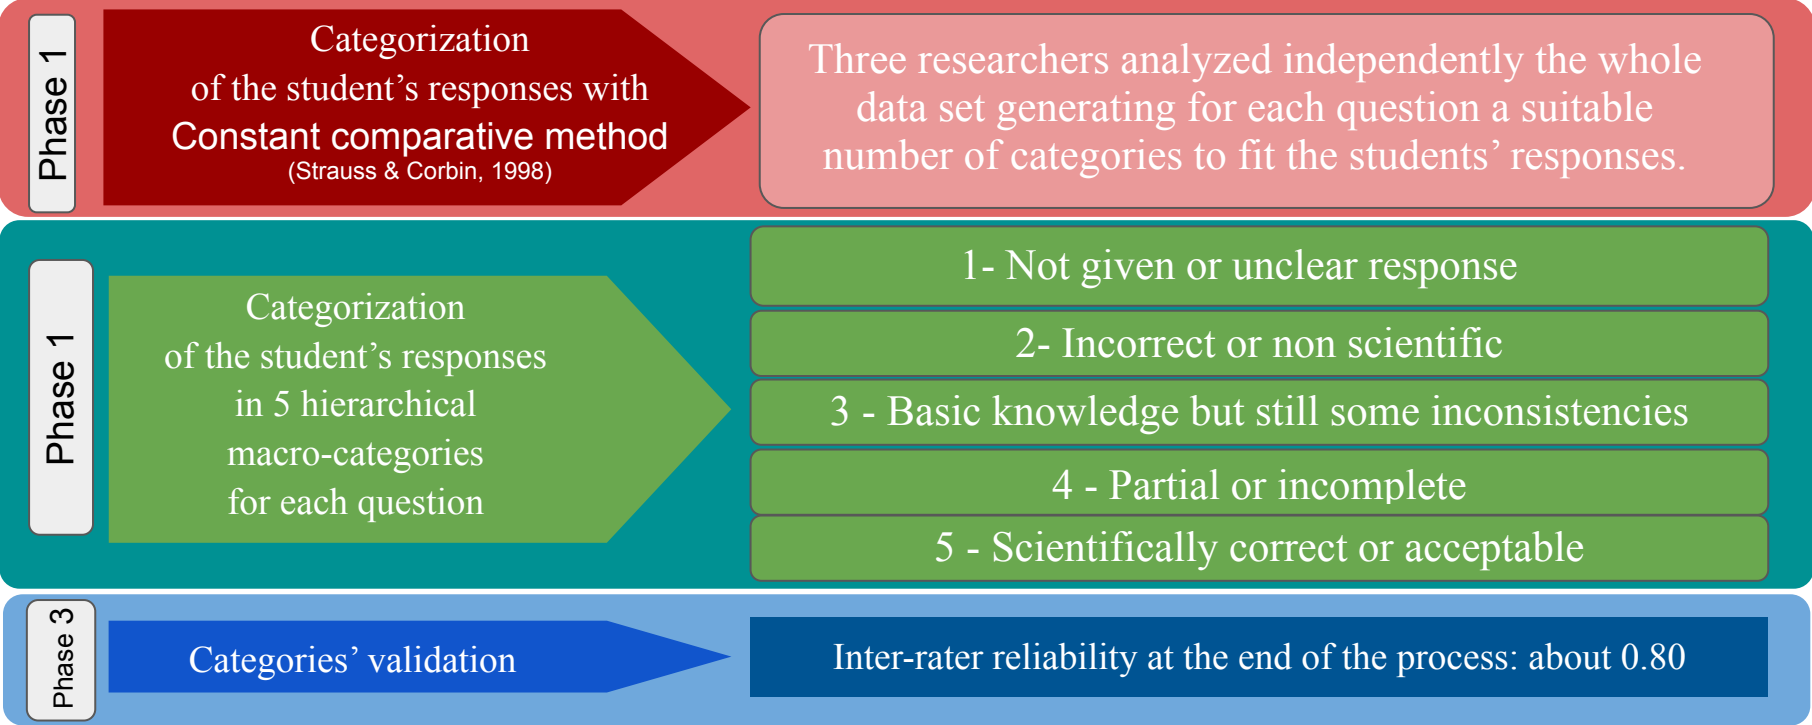 Phase 1
Categorization
of the student’s responses with
Constant comparative method
(Strauss & Corbin, 1998)
Three researchers analyzed independently the whole
data set generating for each question a suitable
number of categories to fit the students’ responses.
Phase 1
Categorization
of the student’s responses
in 5 hierarchical
macro-categories
for each question
1- Not given or unclear response
2- Incorrect or non scientific
3 - Basic knowledge but still some inconsistencies
4 - Partial or incomplete
5 - Scientifically correct or acceptable
Phase 3
Categories’ validation
Inter-rater reliability at the end of the process: about 0.80